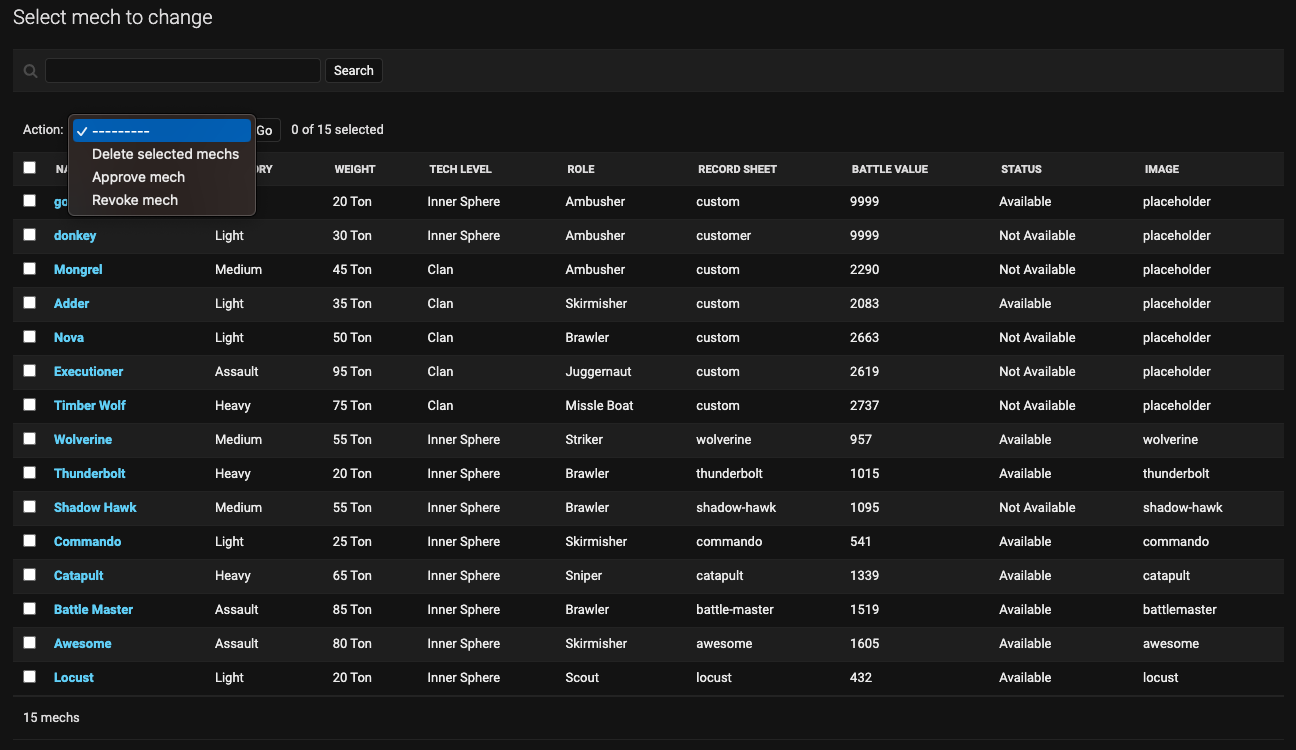 Select mech to change
Search
Action: --------- Go 0 of 15 selected
Delete selected mechs
Approve mech
Revoke mech
WEIGHT TECH LEVEL ROLE RECORD SHEET BATTLE VALUE STATUS IMAGE
20 Ton Inner Sphere Ambusher custom 9999 Available placeholder
donkey Light 30 Ton Inner Sphere Ambusher customer 9999 Not Available placeholder
Mongrel Medium 45 Ton Clan Ambusher custom 2290 Not Available placeholder
Adder Light 35 Ton Clan Skirmisher custom 2083 Available placeholder
Nova Light 50 Ton Clan Brawler custom 2663 Not Available placeholder
Executioner Assault 95 Ton Clan Juggernaut custom 2619 Not Available placeholder
Timber Wolf Heavy 75 Ton Clan Missle Boat custom 2737 Not Available placeholder
Wolverine Medium 55 Ton Inner Sphere Striker wolverine 957 Available wolverine
Thunderbolt Heavy 20 Ton Inner Sphere Brawler thunderbolt 1015 Available thunderbolt
Shadow Hawk Medium 55 Ton Inner Sphere Brawler shadow-hawk 1095 Not Available shadow-hawk
Commando Light 25 Ton Inner Sphere Skirmisher commando 541 Available commando
Catapult Heavy 65 Ton Inner Sphere Sniper catapult 1339 Available catapult
Battle Master Assault 85 Ton Inner Sphere Brawler battle-master 1519 Available battlemaster
Awesome Assault 80 Ton Inner Sphere Skirmisher awesome 1605 Available awesome
Locust Light 20 Ton Inner Sphere Scout locust 432 Available locust
15 mechs